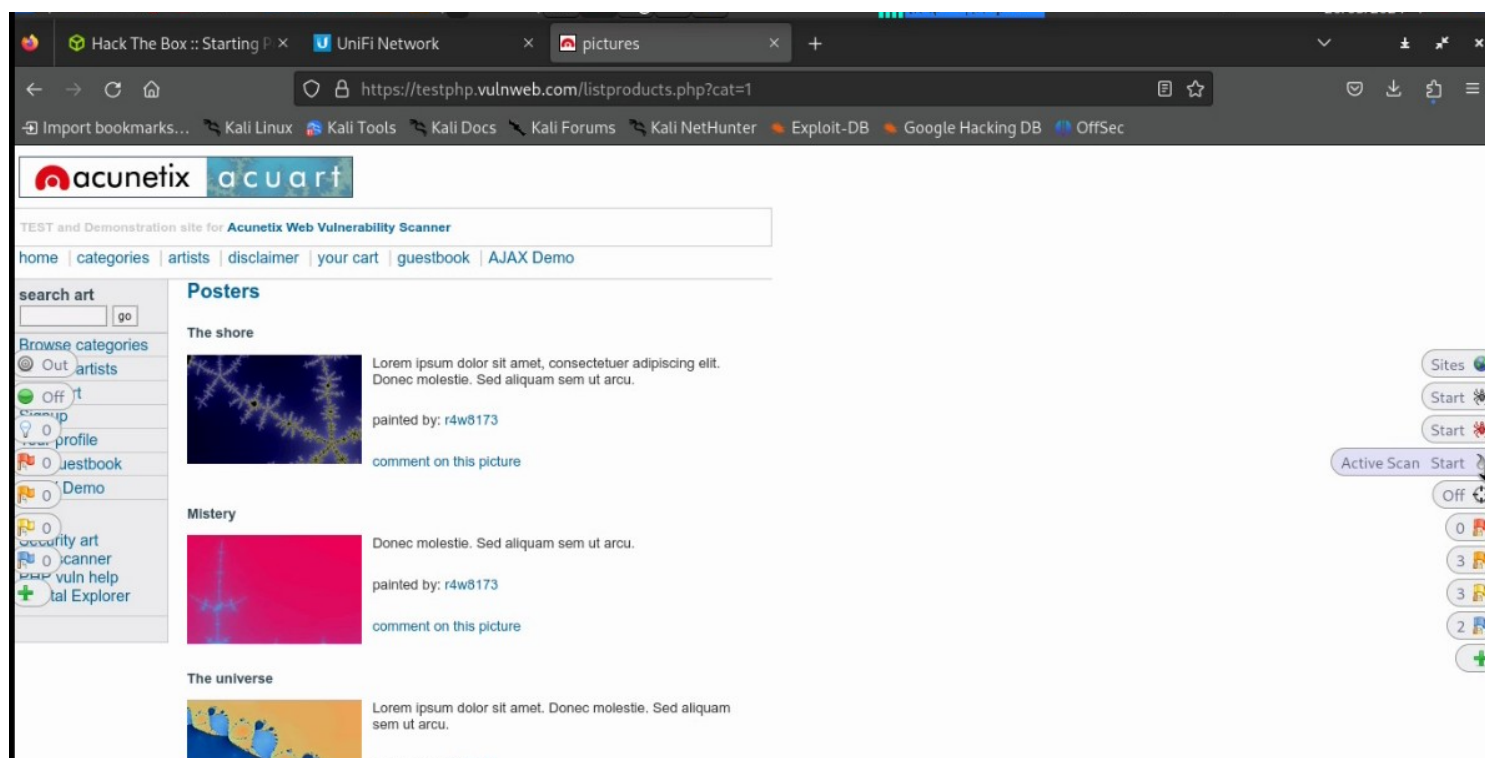 Hack The Box :: Starting P
UniFi Network
pictures
https://testphp.vulnweb.com/listproducts.php?cat=1
Import bookmarks...
Kali Linux
Kali Tools
Kali Docs
Kali Forums
Kali NetHunter
Exploit-DB
Google Hacking DB
OffSec
acunetix
acuart
TEST and Demonstration site for Acunetix Web Vulnerability Scanner
home | categories | artists | disclaimer | your cart | guestbook | AJAX Demo
search art
go
Browse categories
artists
Signup
profile
Demo
art
vuln help
Explorer
Out
Off
0
0
0
0
0
Posters
The shore
Lorem ipsum dolor sit amet, consectetuer adipiscing elit.
Donec molestie. Sed aliquam sem ut arcu.
painted by: r4w8173
comment on this picture
Mistery
Donec molestie. Sed aliquam sem ut arcu.
painted by: r4w8173
comment on this picture
The universe
Lorem ipsum dolor sit amet. Donec molestie. Sed aliquam
sem ut arcu.
Sites
Start
Start
Active Scan Start
Off
0
3
3
2